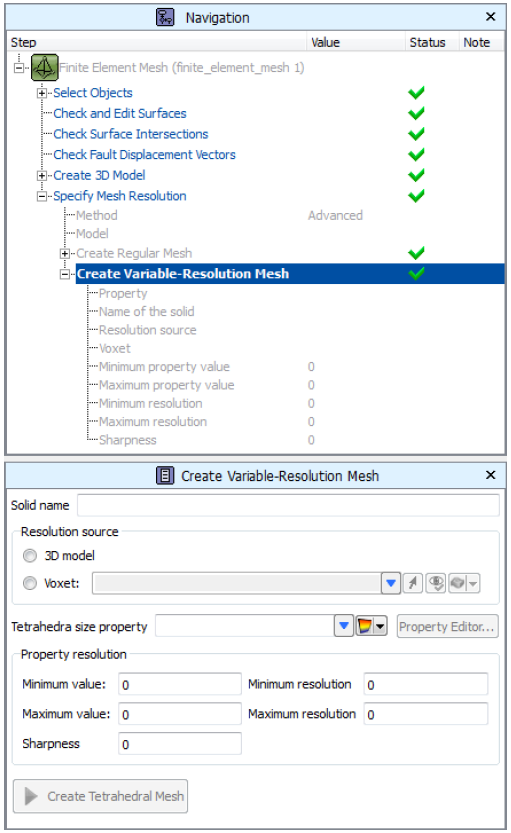 Navigation
Step Value Status Note
Finite Element Mesh (finite_element_mesh 1)
Select Objects
Check and Edit Surfaces
Check Surface Intersections
Check Fault Displacement Vectors
Create 3D Model
Specify Mesh Resolution
Method Advanced
Model
Create Regular Mesh
Create Variable-Resolution Mesh
Property
Name of the solid
Resolution source
Voxet
Minimum property value 0
Maximum property value 0
Minimum resolution 0
Maximum resolution 0
Sharpness 0
Create Variable-Resolution Mesh
Solid name
Resolution source
3D model
Voxet:
Tetrahedra size property Property Editor...
Property resolution
Minimum value: 0 Minimum resolution 0
Maximum value: 0 Maximum resolution 0
Sharpness 0
Create Tetrahedral Mesh